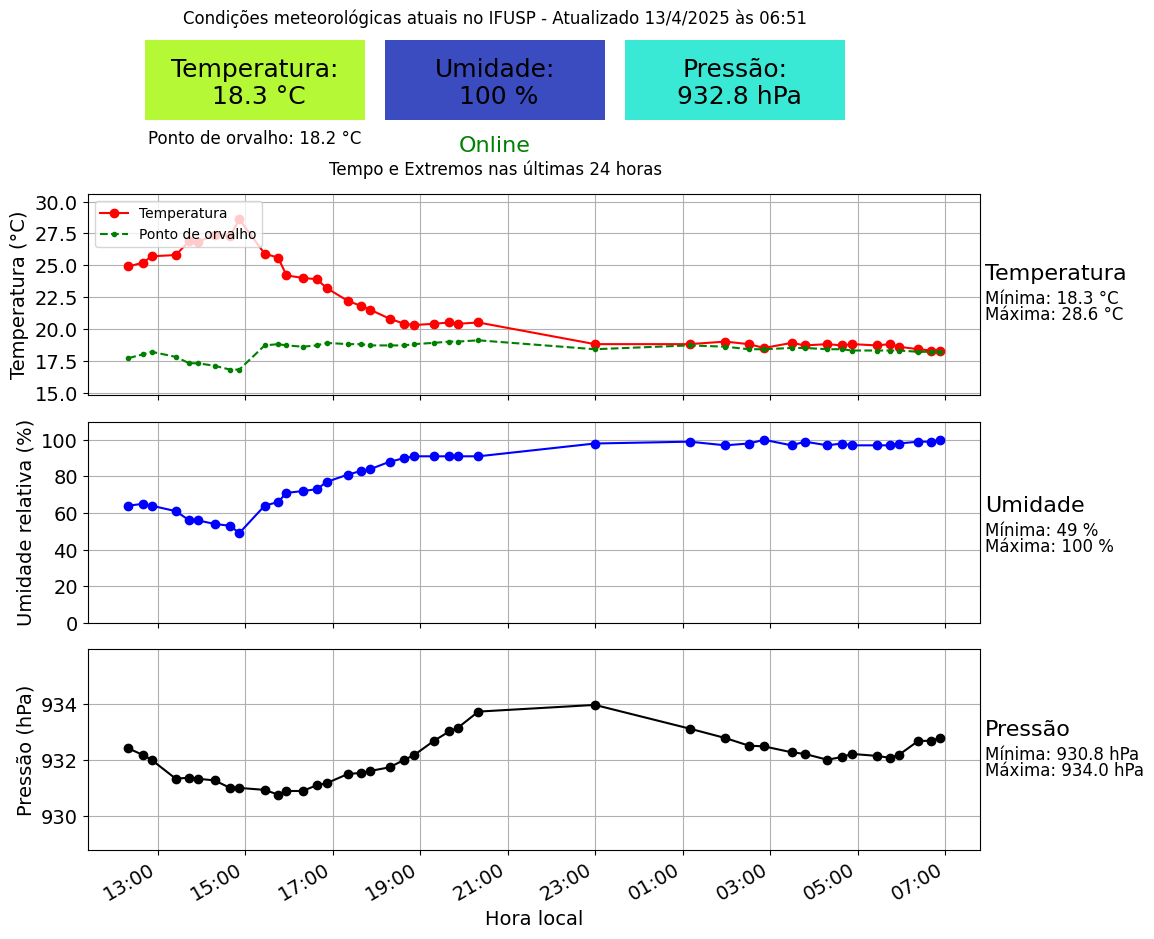 Condições meteorológicas atuais no IFUSP - Atualizado 13/4/2025 às 06:51
Temperatura:
18.3 °C
Umidade:
100 %
Pressão:
932.8 hPa
Ponto de orvalho: 18.2 °C
Online
Tempo e Extremos nas últimas 24 horas
Temperatura (°C)
30.0
27.5
25.0
22.5
20.0
17.5
15.0
Temperatura
Ponto de orvalho
Temperatura
Mínima: 18.3 °C
Máxima: 28.6 °C
Umidade relativa (%)
100
80
60
40
20
0
Umidade
Mínima: 49 %
Máxima: 100 %
Pressão (hPa)
934
932
930
Pressão
Mínima: 930.8 hPa
Máxima: 934.0 hPa
13:00
15:00
17:00
19:00
21:00
23:00
01:00
03:00
05:00
07:00
Hora local